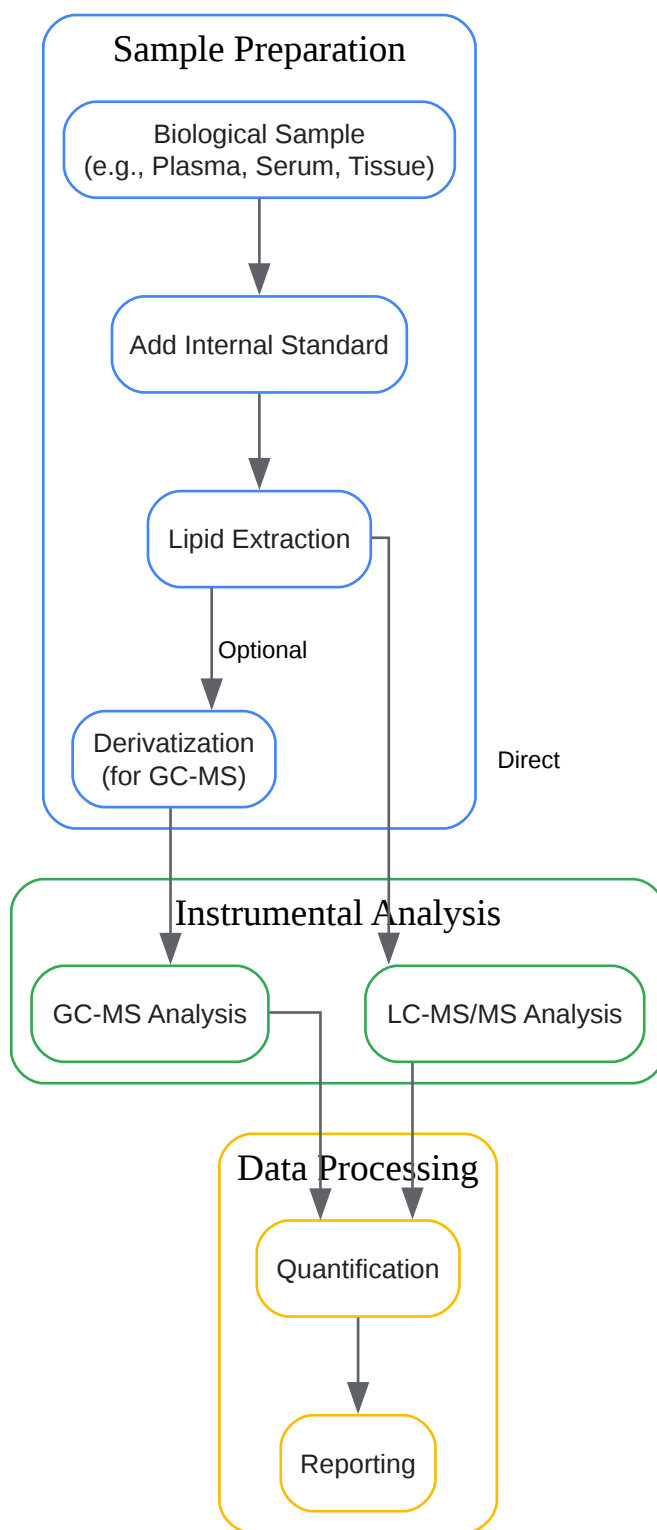 Sample Preparation
Biological Sample
(e.g., Plasma, Serum, Tissue)
Add Internal Standard
Lipid Extraction
Optional
Derivatization
(for GC-MS)
Direct
Instrumental Analysis
GC-MS Analysis
LC-MS/MS Analysis
Data Processing
Quantification
Reporting